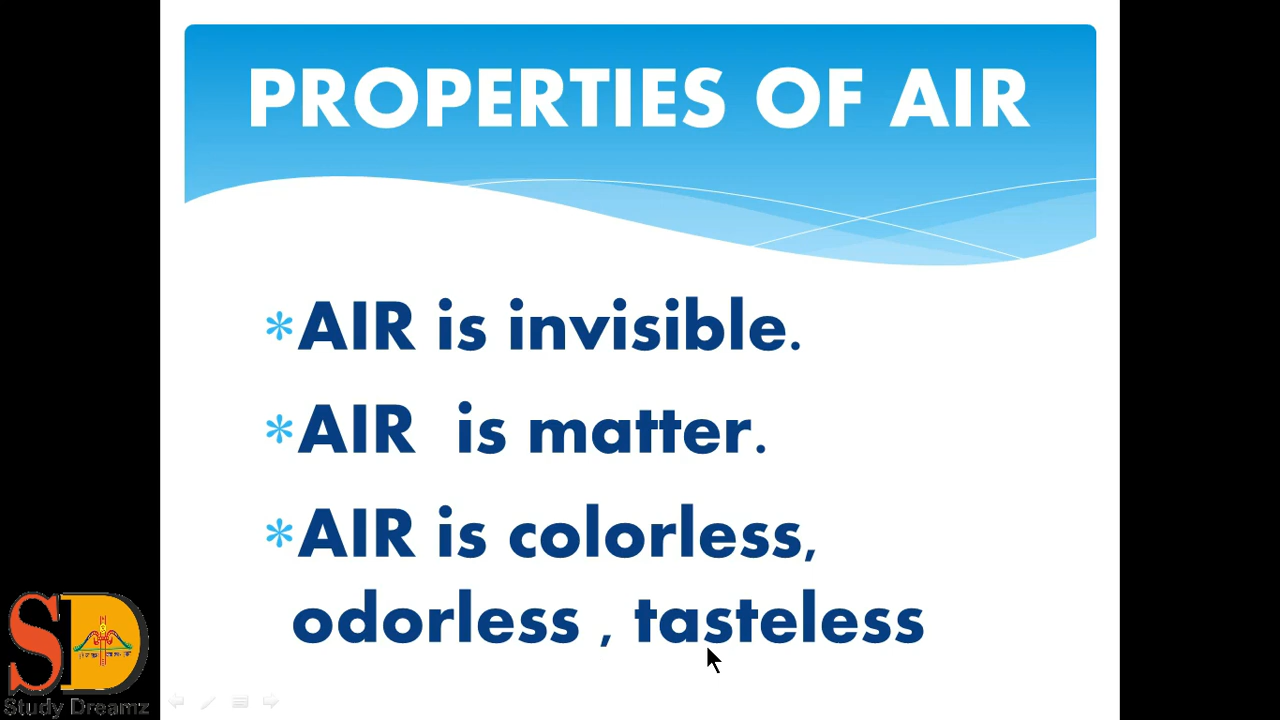 PROPERTIES OF AIR
*AIR is invisible.
*AIR  is matter.
*AIR is colorless,
odorless , tasteless
SD
Study Dreamz